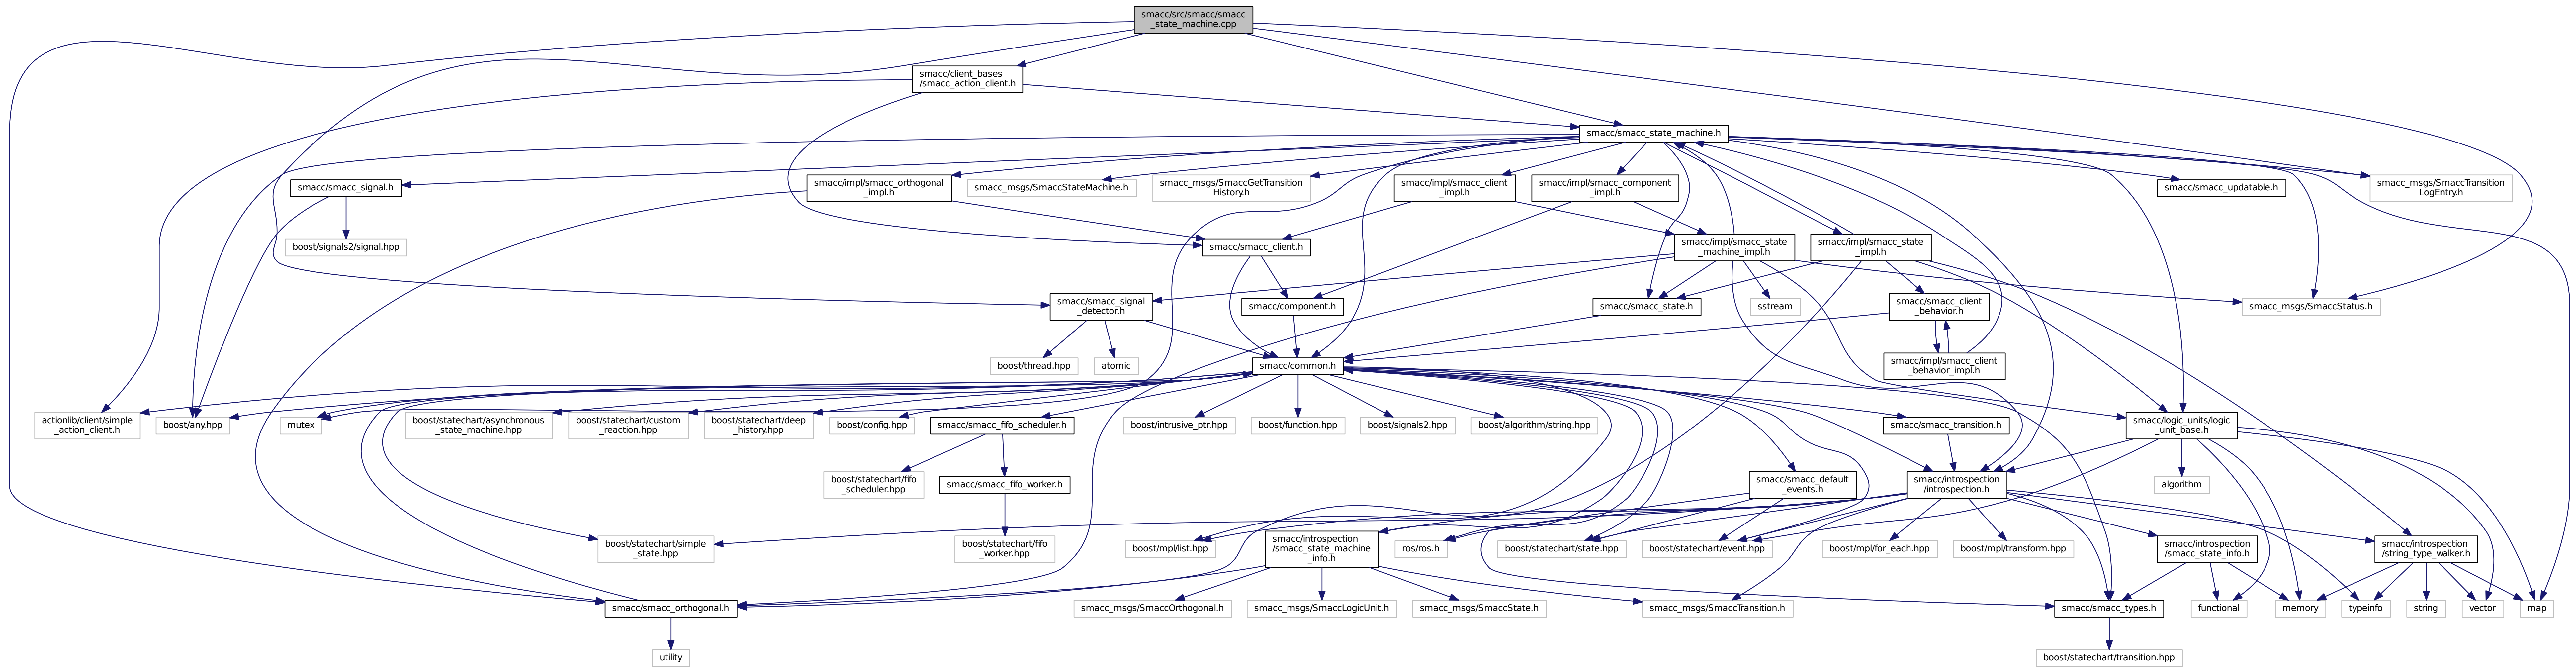 smacc/src/smacc/smacc
_state_machine.cpp
smacc/client_bases
/smacc_action_client.h
smacc/smacc_state_machine.h
smacc/smacc_signal.h
smacc/impl/smacc_orthogonal
_impl.h
smacc_msgs/SmaccStateMachine.h
smacc_msgs/SmaccGetTransition
History.h
smacc/impl/smacc_client
_impl.h
smacc/impl/smacc_component
_impl.h
smacc/smacc_updatable.h
smacc_msgs/SmaccTransition
LogEntry.h
boost/signals2/signal.hpp
smacc/smacc_client.h
smacc/impl/smacc_state
_machine_impl.h
smacc/impl/smacc_state
_impl.h
smacc/smacc_signal
_detector.h
smacc/component.h
smacc/smacc_state.h
sstream
smacc/smacc_client
_behavior.h
smacc_msgs/SmaccStatus.h
boost/thread.hpp
atomic
smacc/common.h
smacc/impl/smacc_client
_behavior_impl.h
actionlib/client/simple
_action_client.h
boost/any.hpp
mutex
boost/statechart/asynchronous
_state_machine.hpp
boost/statechart/custom
_reaction.hpp
boost/statechart/deep
_history.hpp
boost/config.hpp
smacc/smacc_fifo_scheduler.h
boost/intrusive_ptr.hpp
boost/function.hpp
boost/signals2.hpp
boost/algorithm/string.hpp
smacc/smacc_transition.h
smacc/logic_units/logic
_unit_base.h
boost/statechart/fifo
_scheduler.hpp
smacc/smacc_fifo_worker.h
smacc/smacc_default
_events.h
smacc/introspection
/introspection.h
algorithm
boost/statechart/simple
_state.hpp
boost/statechart/fifo
_worker.hpp
smacc/introspection
/smacc_state_machine
_info.h
boost/mpl/list.hpp
ros/ros.h
boost/statechart/state.hpp
boost/statechart/event.hpp
boost/mpl/for_each.hpp
boost/mpl/transform.hpp
smacc/introspection
/smacc_state_info.h
smacc/introspection
/string_type_walker.h
smacc/smacc_orthogonal.h
smacc_msgs/SmaccOrthogonal.h
smacc_msgs/SmaccLogicUnit.h
smacc_msgs/SmaccState.h
smacc_msgs/SmaccTransition.h
smacc/smacc_types.h
functional
memory
typeinfo
string
vector
map
utility
boost/statechart/transition.hpp